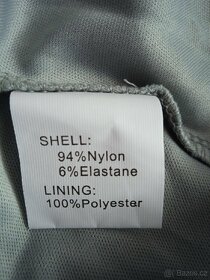 SHELL:
94%Nylon
6%Elastane
LINING:
100%Polyester